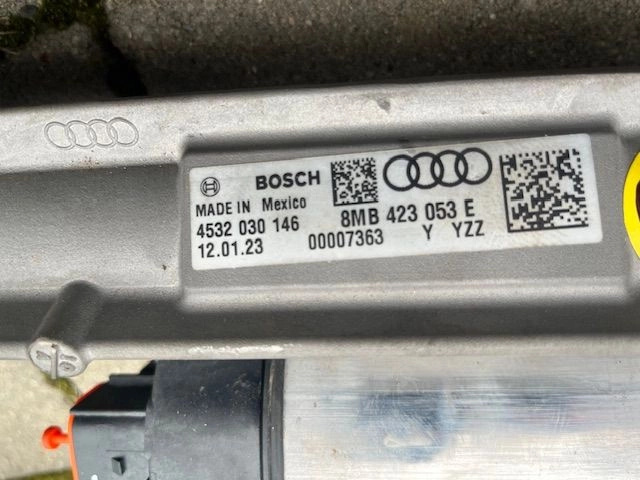 BOSCH
MADE IN Mexico
4532 030 146
8MB 423 053 E
12.01.23
00007363
Y YZZ